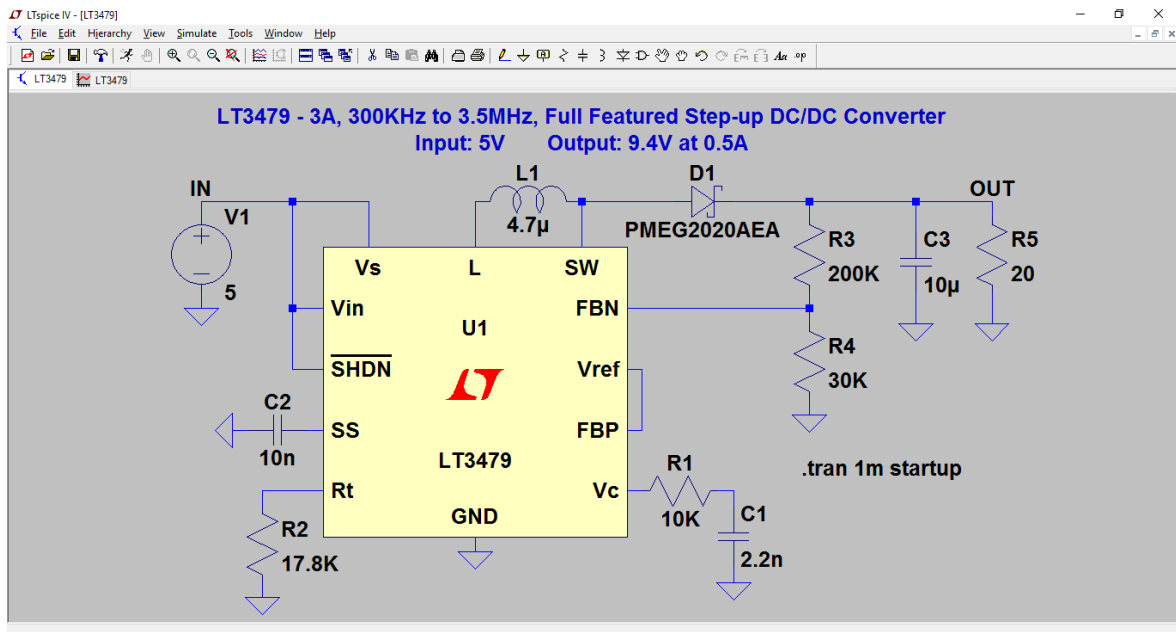 LTspice IV - [LT3479]
File Edit Hierarchy View Simulate Tools Window Help
Aa .op
LT3479 LT3479
LT3479 - 3A, 300KHz to 3.5MHz, Full Featured Step-up DC/DC Converter
Input: 5V Output: 9.4V at 0.5A
IN
V1
5
L1
4.7µ
D1
PMEG2020AEA
OUT
R3
200K
C3
10µ
R5
20
Vs L SW
Vin
FBN
U1
SHDN
Vref
R4
30K
C2
10n
SS
FBP
LT3479
Rt
Vc
GND
R1
10K
.tran 1m startup
R2
17.8K
C1
2.2n